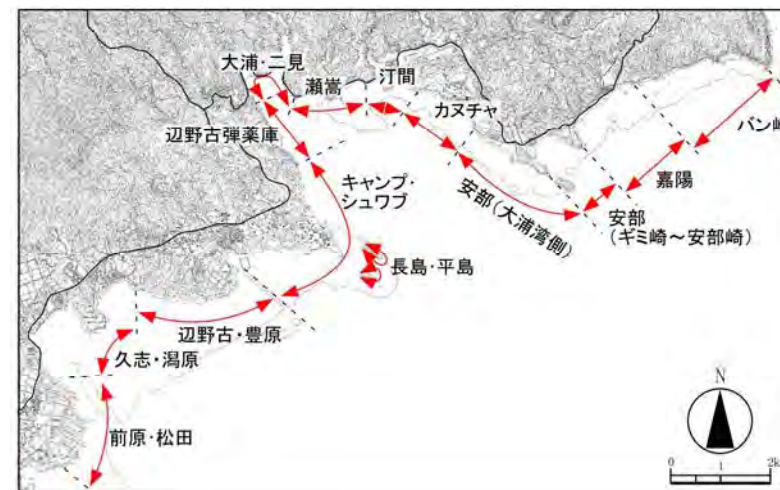 大浦・二見
瀬嵩
汀間
カヌチャ
バン崎
辺野古弾薬庫
キャンプ・
シュワブ
安部(大浦湾側)
嘉陽
安部
(ギミ崎～安部崎)
長島・平島
辺野古・豊原
久志・潟原
前原・松田
N
0 1 2k